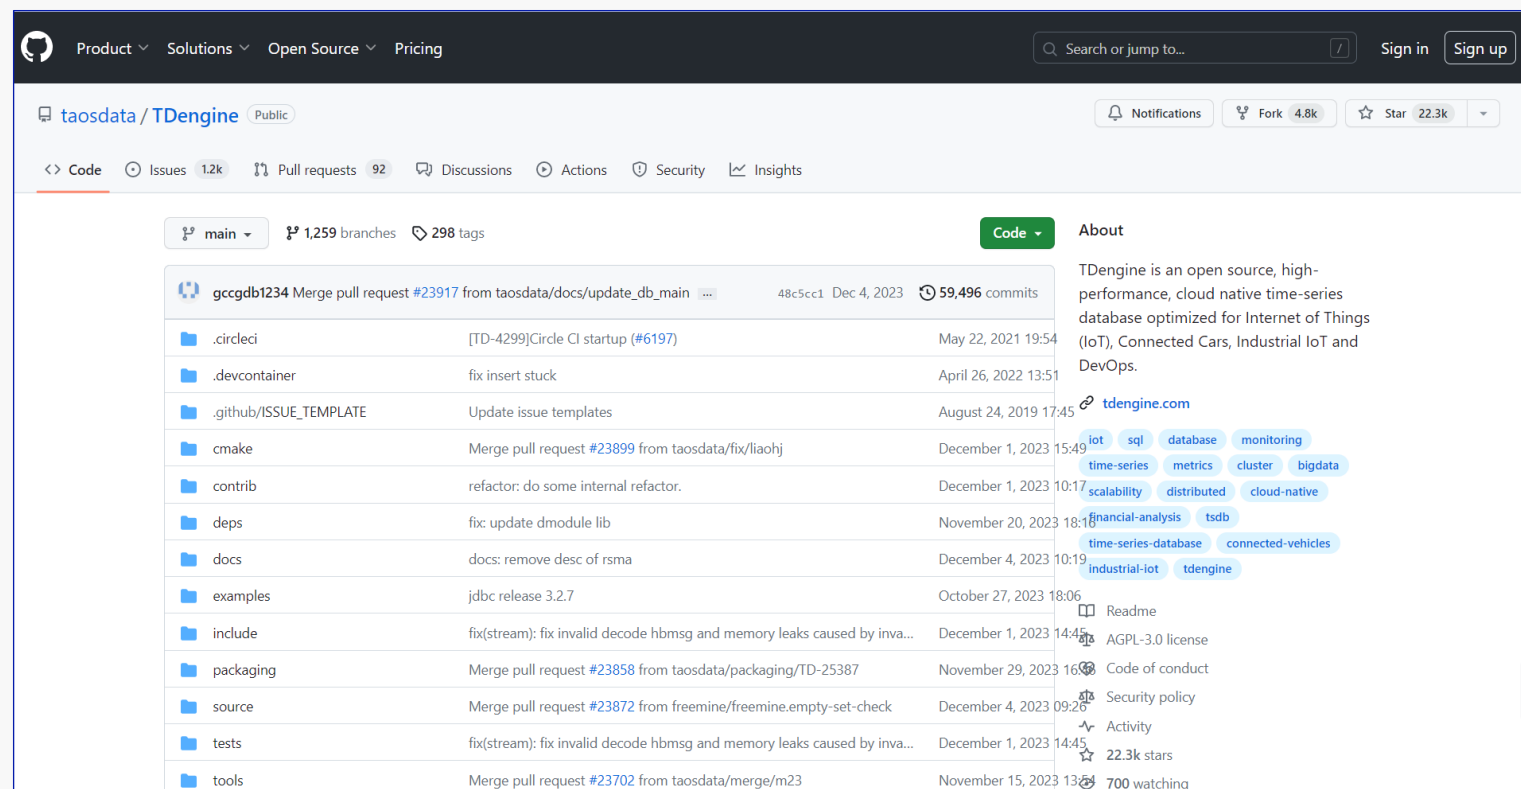 Product Solutions Open Source Pricing Search or jump to... / Sign in Sign up
taosdata / TDengine Public Notifications Fork 4.8k Star 22.3k
Code Issues 1.2k Pull requests 92 Discussions Actions Security Insights
main 1,259 branches 298 tags Code
gccgdb1234 Merge pull request #23917 from taosdata/docs/update_db_main ... 48c5cc1 Dec 4, 2023 59,496 commits
.circleci [TD-4299]Circle CI startup (#6197) May 22, 2021 19:54
.devcontainer fix insert stuck April 26, 2022 13:51
.github/ISSUE_TEMPLATE Update issue templates August 24, 2019 17:45
cmake Merge pull request #23899 from taosdata/fix/liaohj December 1, 2023 15:49
contrib refactor: do some internal refactor. December 1, 2023 10:17
deps fix: update dmodule lib November 20, 2023
docs docs: remove desc of rsma December 4, 2023 10:19
examples jdbc release 3.2.7 October 27, 2023 18:06
include fix(stream): fix invalid decode hbmsg and memory leaks caused by inva... December 1, 2023 14:45
packaging Merge pull request #23858 from taosdata/packaging/TD-25387 November 29, 2023
source Merge pull request #23872 from freemine/freemine.empty-set-check December 4, 2023 09:26
tests fix(stream): fix invalid decode hbmsg and memory leaks caused by inva... December 1, 2023 14:45
tools Merge pull request #23702 from taosdata/merge/m23 November 15, 2023
About
TDengine is an open source, high-
performance, cloud native time-series
database optimized for Internet of Things
(IoT), Connected Cars, Industrial IoT and
DevOps.
tdengine.com
iot sql database monitoring
time-series metrics cluster bigdata
scalability distributed cloud-native
financial-analysis tsdb
time-series-database connected-vehicles
industrial-iot tdengine
Readme
AGPL-3.0 license
Code of conduct
Security policy
Activity
22.3k stars
700 watching